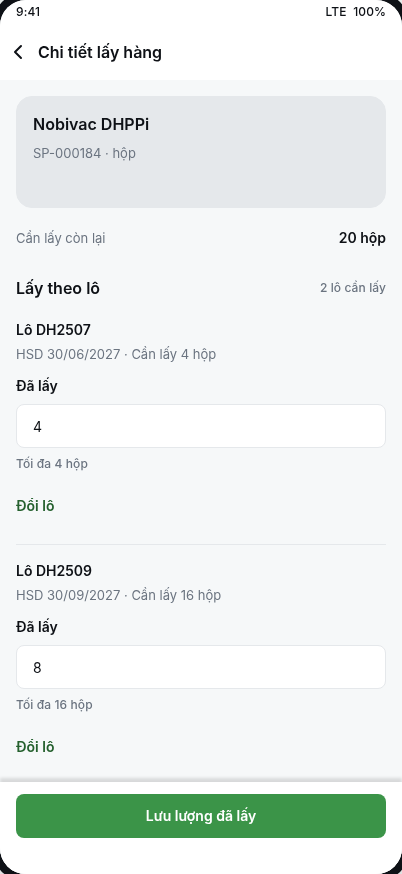 9:41
LTE 100%
Chi tiết lấy hàng
Nobivac DHPPi
SP-000184 · hộp
Cần lấy còn lại
20 hộp
Lấy theo lô
2 lô cần lấy
Lô DH2507
HSD 30/06/2027 · Cần lấy 4 hộp
Đã lấy
4
Tối đa 4 hộp
Đổi lô
Lô DH2509
HSD 30/09/2027 · Cần lấy 16 hộp
Đã lấy
8
Tối đa 16 hộp
Đổi lô
Lưu lượng đã lấy